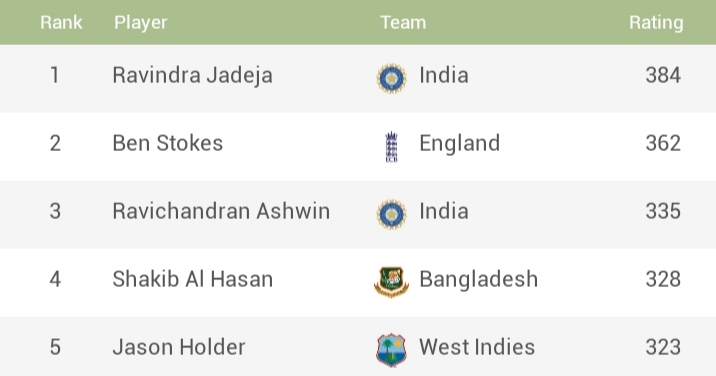 Rank Player Team Rating
1 Ravindra Jadeja India 384
2 Ben Stokes England 362
3 Ravichandran Ashwin India 335
4 Shakib Al Hasan Bangladesh 328
5 Jason Holder West Indies 323